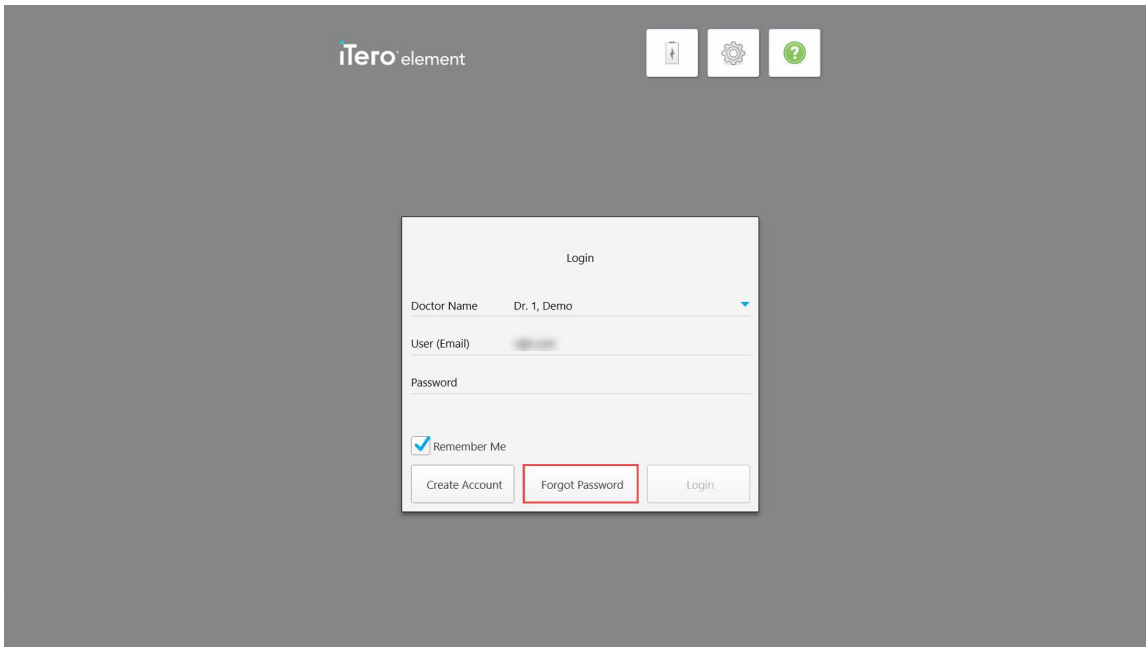 iTero element
?
Login
Doctor Name Dr. 1, Demo
User (Email)
Password
Remember Me
Create Account Forgot Password Login